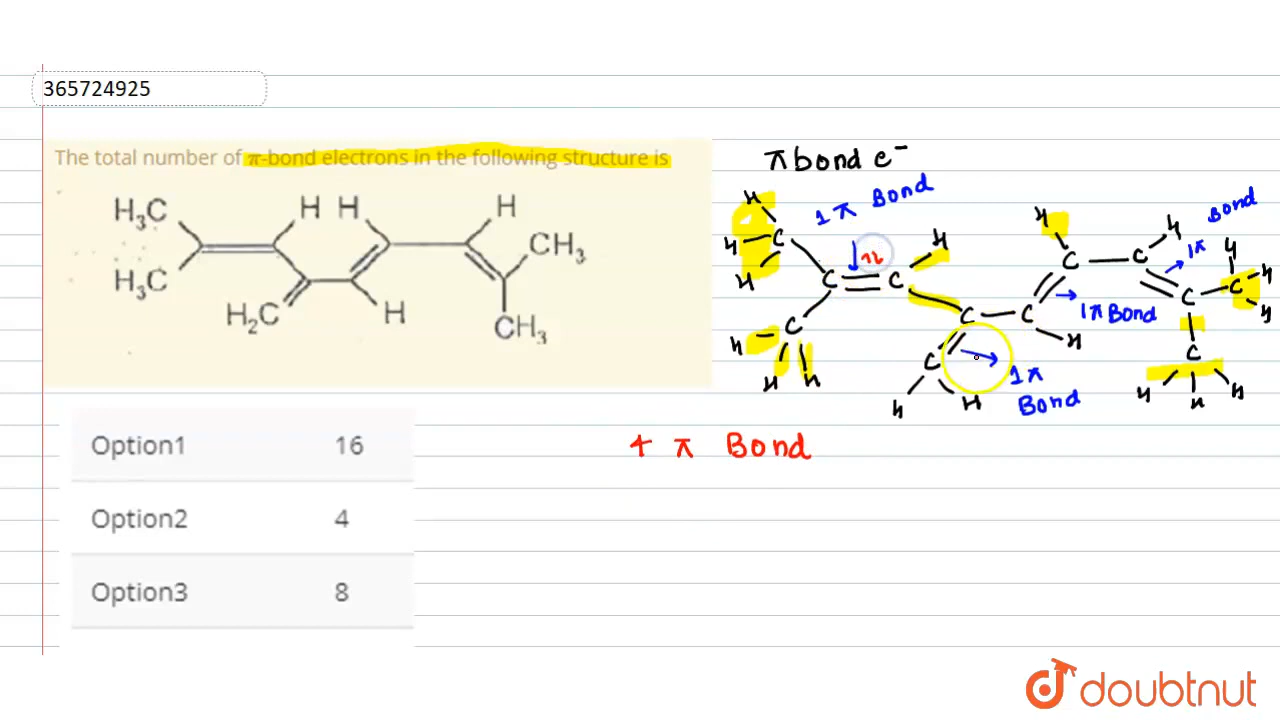 365724925
The total number of π-bond electrons in the following structure is
H₃C H H H
CH₃
H₃C
H₂C H CH₃
Option1 16
Option2 4
Option3 8
π bond e⁻
1 π Bond
H H H C H
C C H
H C H H H
C C H
C H
1π Bond
C C H
1π Bond
C C H H H
C H H H
1π Bond
4 π Bond
doubtnut